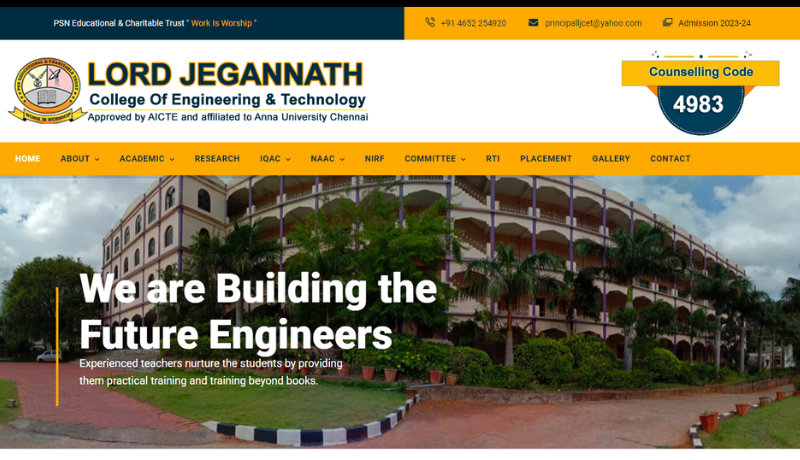 PSN Educational & Charitable Trust " Work Is Worship "
+91 4652 254920
principalljcet@yahoo.com
Admission 2023-24
LORD JEGANNATH
College Of Engineering & Technology
Approved by AICTE and affiliated to Anna University Chennai
Counselling Code
4983
HOME ABOUT ACADEMIC RESEARCH IQAC NAAC NIRF COMMITTEE RTI PLACEMENT GALLERY CONTACT
We are Building the
Future Engineers
Experienced teachers nurture the students by providing
them practical training and training beyond books.